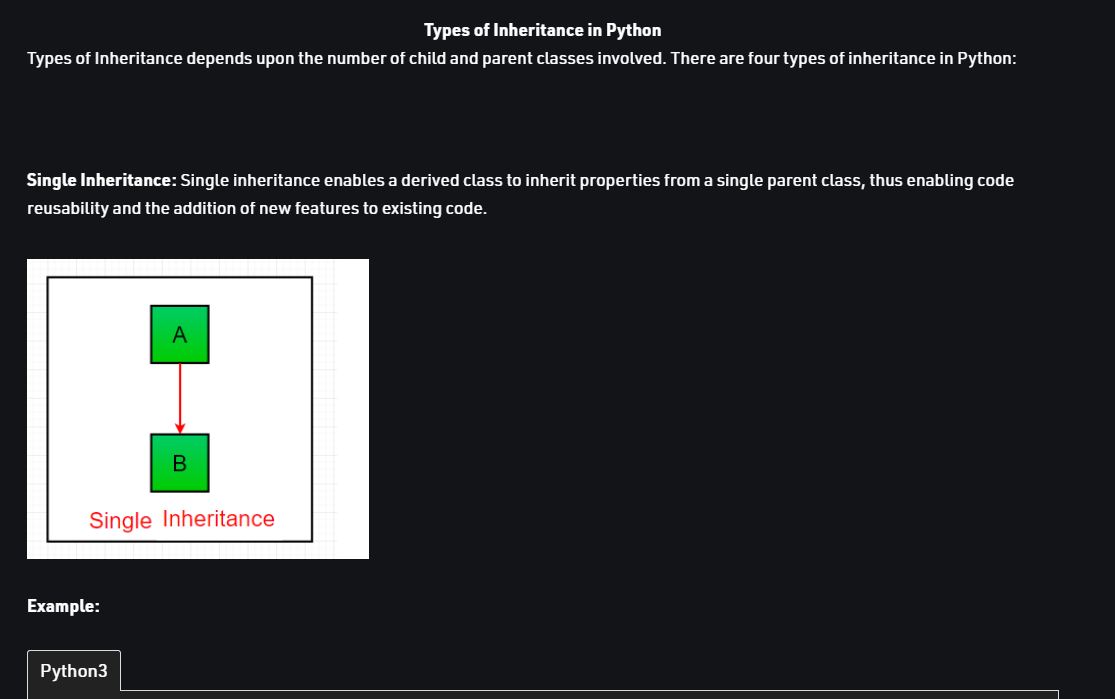 Types of Inheritance in Python
Types of Inheritance depends upon the number of child and parent classes involved. There are four types of inheritance in Python:
Single Inheritance: Single inheritance enables a derived class to inherit properties from a single parent class, thus enabling code
reusability and the addition of new features to existing code.
A
B
Single Inheritance
Example:
Python3